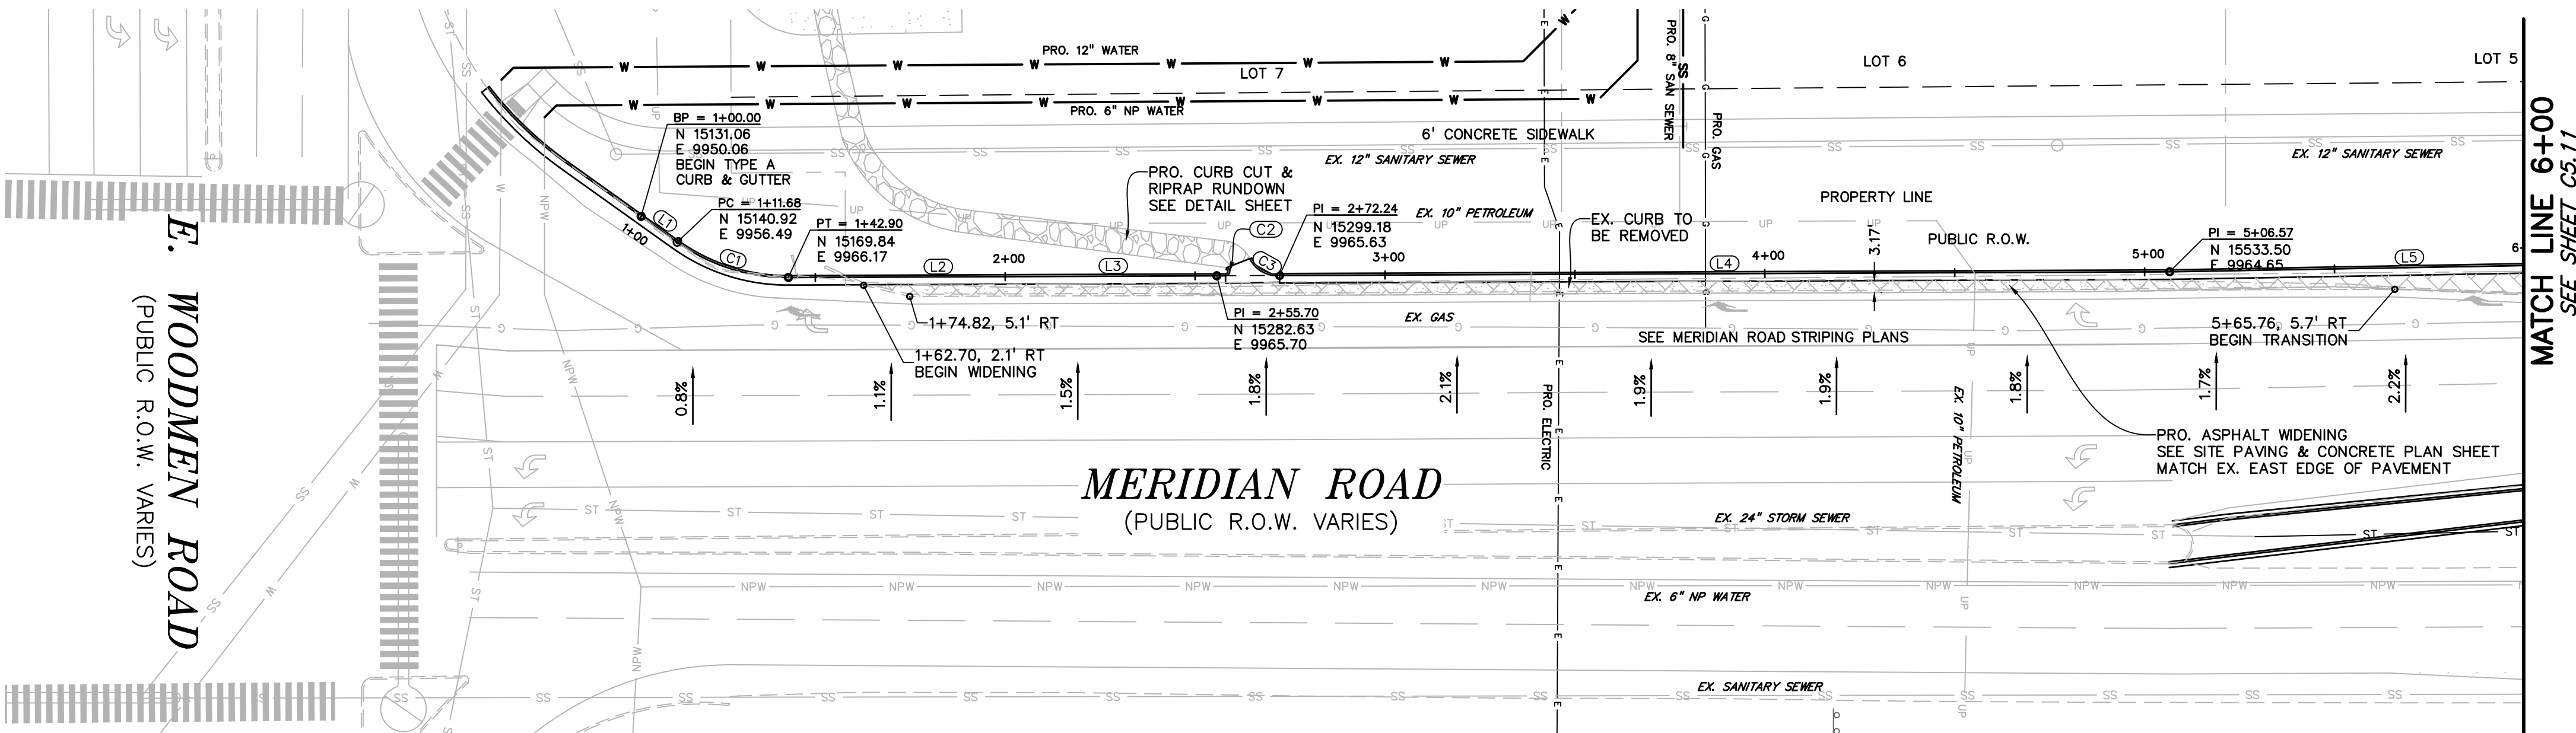 PRO. 12" WATER
LOT 7
PRO. 6" NP WATER
PRO. 8" SAN SEWER
SS
PRO. GAS
LOT 6
LOT 5
BP = 1+00.00
N 15131.06
E 9950.06
BEGIN TYPE A
CURB & GUTTER
PC = 1+11.68
N 15140.92
E 9956.49
PT = 1+42.90
N 15169.84
E 9966.17
L1
1+00
C1
L2
2+00
L3
6' CONCRETE SIDEWALK
EX. 12" SANITARY SEWER
EX. 12" SANITARY SEWER
PRO. CURB CUT &
RIPRAP RUNDOWN
SEE DETAIL SHEET
C2
C3
PI = 2+72.24
N 15299.18
E 9965.63
EX. 10" PETROLEUM
EX. CURB TO
BE REMOVED
PROPERTY LINE
3.17'
PUBLIC R.O.W.
3+00
L4
4+00
5+00
PI = 5+06.57
N 15533.50
E 9964.65
L5
6
MATCH LINE 6+00
SEE SHEET C5.11
1+74.82, 5.1' RT
1+62.70, 2.1' RT
BEGIN WIDENING
PI = 2+55.70
N 15282.63
E 9965.70
EX. GAS
SEE MERIDIAN ROAD STRIPING PLANS
5+65.76, 5.7' RT
BEGIN TRANSITION
0.8%
1.1%
1.5%
1.8%
2.1%
1.9%
1.9%
1.8%
1.7%
2.2%
PRO. ELECTRIC
EX. 10" PETROLEUM
PRO. ASPHALT WIDENING
SEE SITE PAVING & CONCRETE PLAN SHEET
MATCH EX. EAST EDGE OF PAVEMENT
E. WOODMEN ROAD
(PUBLIC R.O.W. VARIES)
MERIDIAN ROAD
(PUBLIC R.O.W. VARIES)
EX. 24" STORM SEWER
EX. 6" NP WATER
EX. SANITARY SEWER